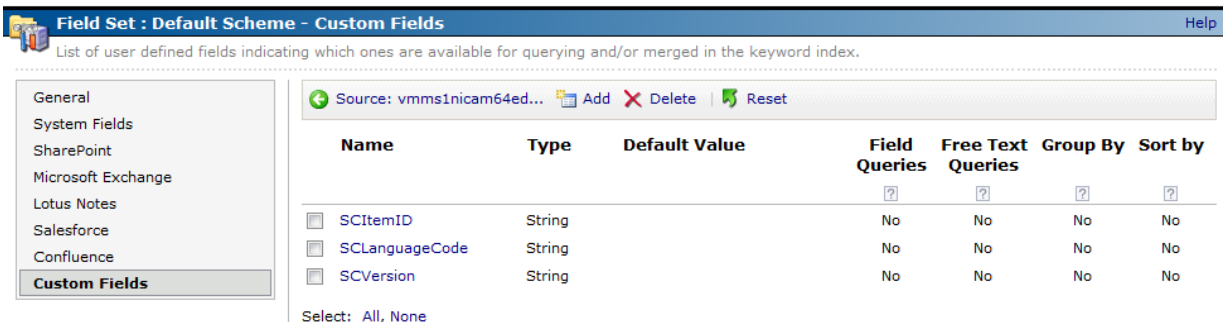 Field Set : Default Scheme - Custom Fields Help
List of user defined fields indicating which ones are available for querying and/or merged in the keyword index.
General
System Fields
SharePoint
Microsoft Exchange
Lotus Notes
Salesforce
Confluence
Custom Fields
Source: vmms1nicam64ed... Add Delete | Reset
Name Type Default Value Field Queries Free Text Queries Group By Sort by
? ? ? ?
SCItemID String No No No No
SCLanguageCode String No No No No
SCVersion String No No No No
Select: All, None